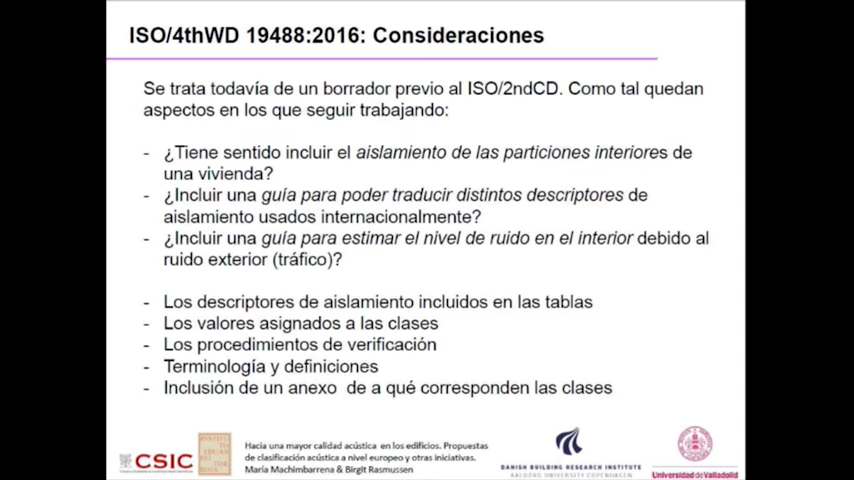 ISO/4thWD 19488:2016: Consideraciones
Se trata todavía de un borrador previo al ISO/2ndCD. Como tal quedan
aspectos en los que seguir trabajando:
- ¿Tiene sentido incluir el aislamiento de las particiones interiores de
una vivienda?
- ¿Incluir una guía para poder traducir distintos descriptores de
aislamiento usados internacionalmente?
- ¿Incluir una guía para estimar el nivel de ruido en el interior debido al
ruido exterior (tráfico)?
- Los descriptores de aislamiento incluidos en las tablas
- Los valores asignados a las clases
- Los procedimientos de verificación
- Terminología y definiciones
- Inclusión de un anexo de a qué corresponden las clases
CSIC
Hacia una mayor calidad acústica en los edificios. Propuestas
de clasificación acústica a nivel europeo y otras iniciativas.
María Machimbarrena & Birgit Rasmussen
DANISH BUILDING RESEARCH INSTITUTE
AALBORG UNIVERSITY COPENHAGEN
Universidad de Valladolid